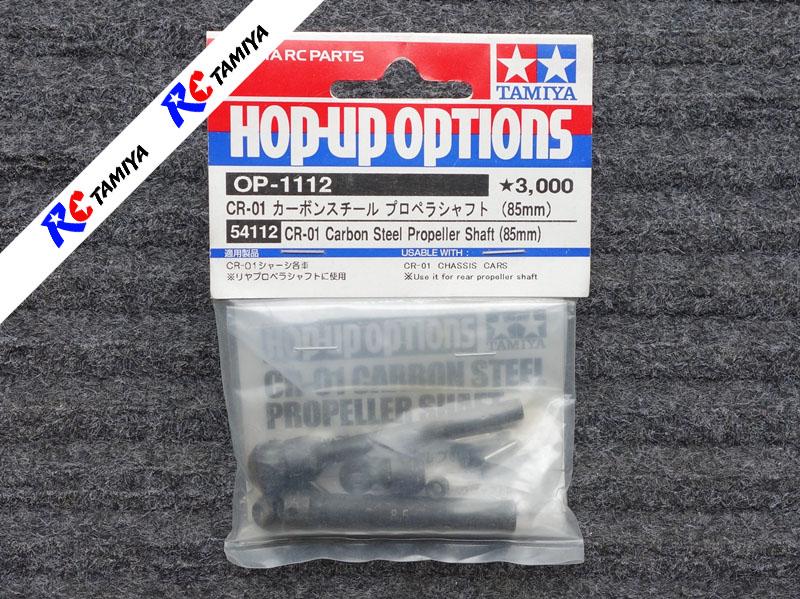 RC TAMIYA
RC TAMIYA
RC PARTS
TAMIYA
HOP-UP OPTIONS
OP-1112
★3,000
CR-01 カーボンスチール プロペラシャフト (85mm)
54112 CR-01 Carbon Steel Propeller Shaft (85mm)
適用製品
USABLE WITH :
CR-01シャーシ各車
CR-01 CHASSIS CARS
※リヤプロペラシャフトに使用
※Use it for rear propeller shaft
HOP-UP OPTIONS
TAMIYA
CR-01 CARBON STEEL
PROPELLER SHAFT
85